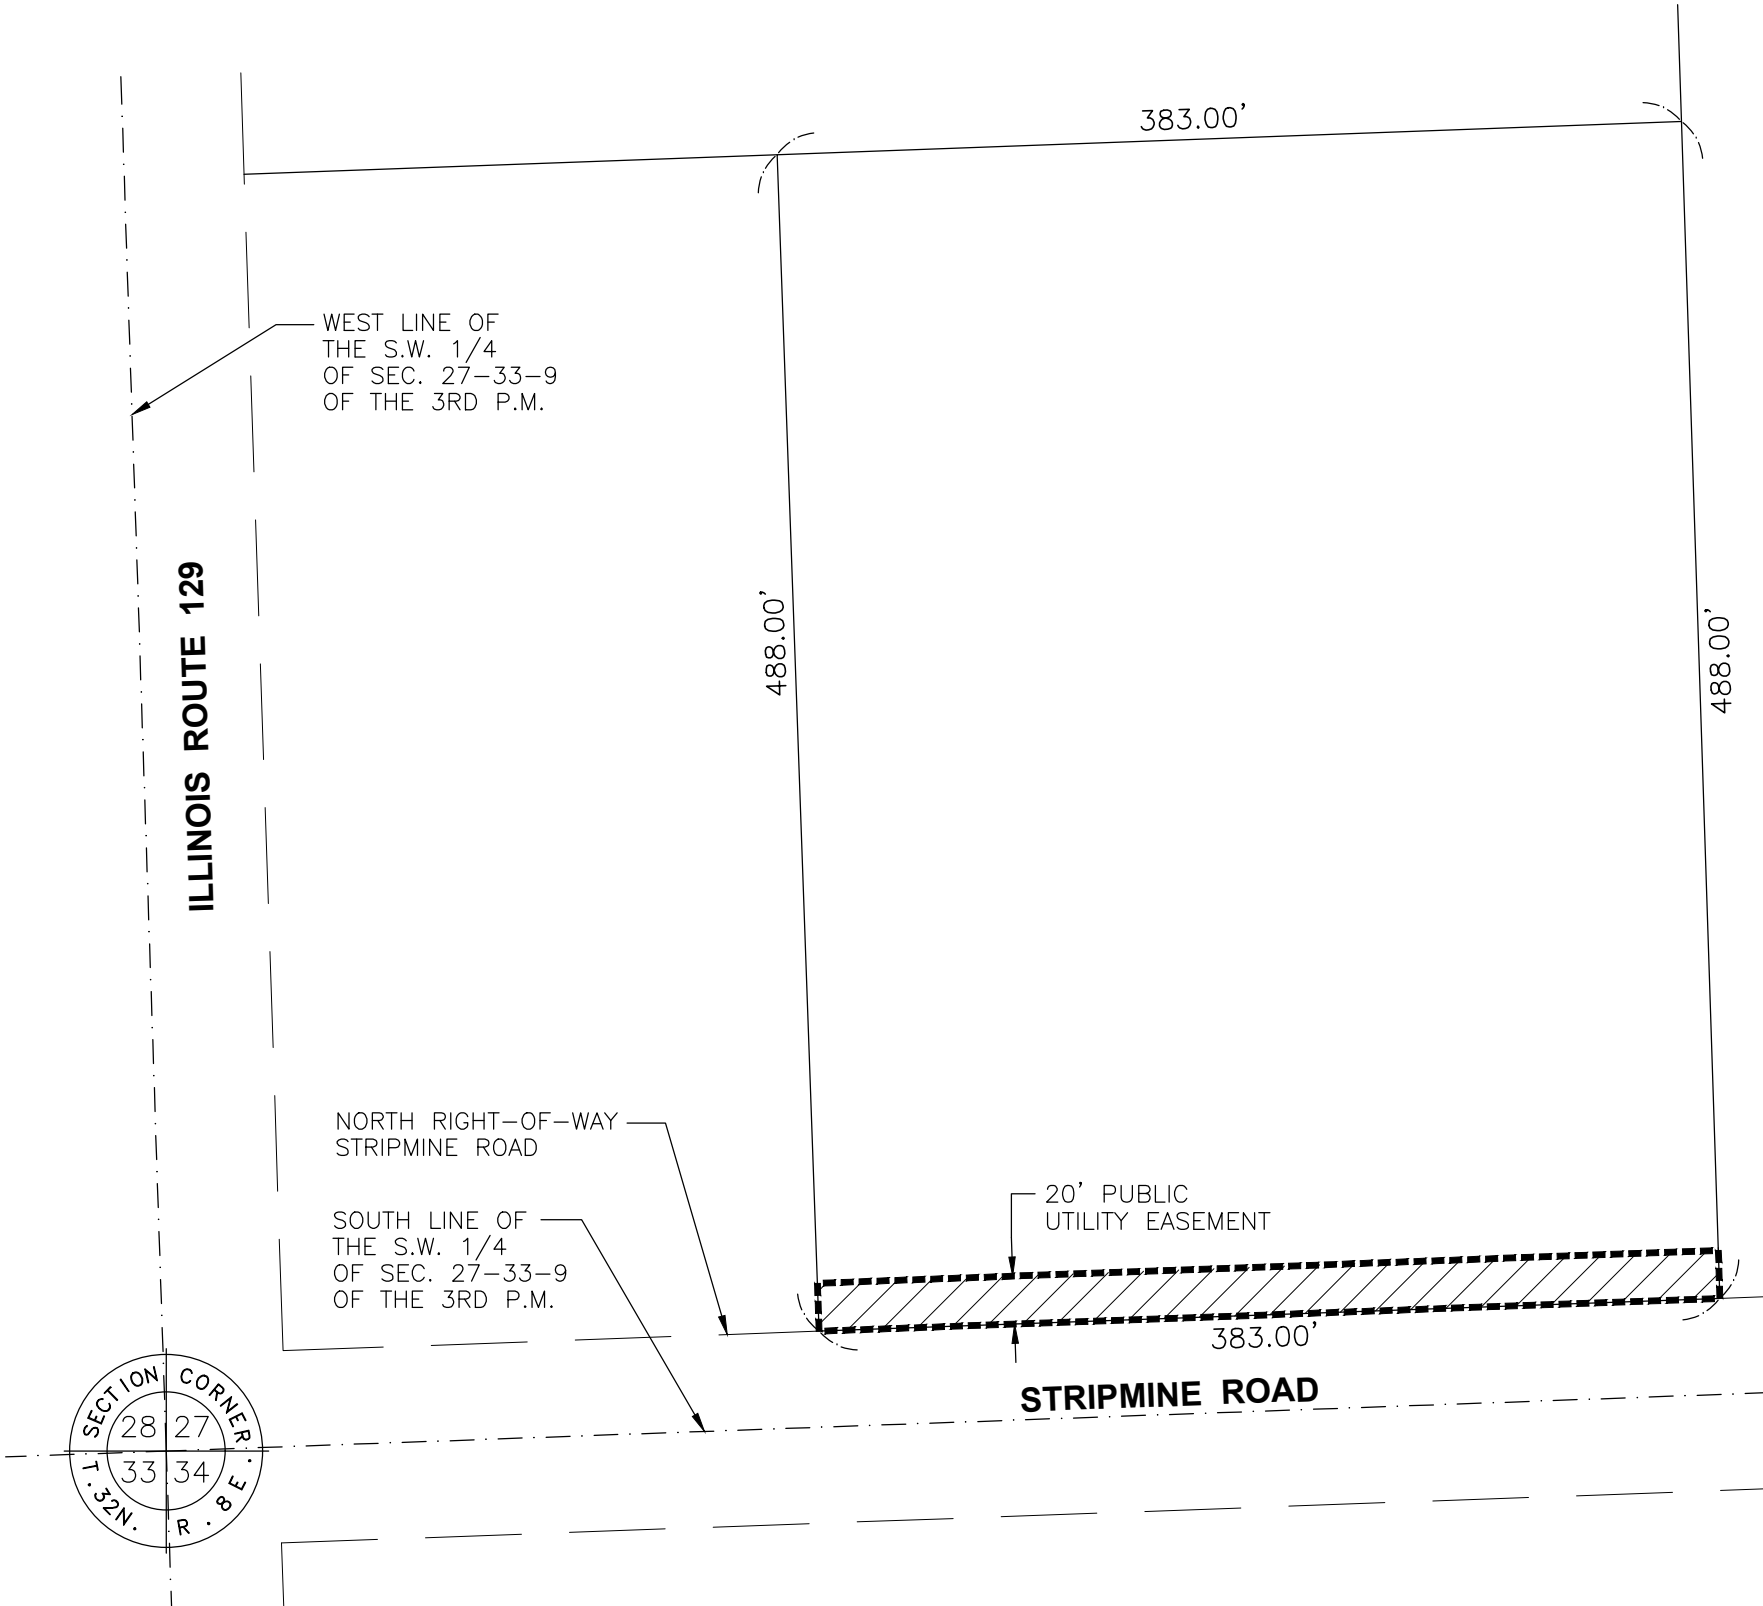 383.00'
WEST LINE OF
THE S.W. 1/4
OF SEC. 27-33-9
OF THE 3RD P.M.
ILLINOIS ROUTE 129
488.00'
488.00'
NORTH RIGHT-OF-WAY
STRIPMINE ROAD
20' PUBLIC
UTILITY EASEMENT
SOUTH LINE OF
THE S.W. 1/4
OF SEC. 27-33-9
OF THE 3RD P.M.
383.00'
STRIPMINE ROAD
SECTION CORNER
28 27
33 34
T.32N. R.8E.